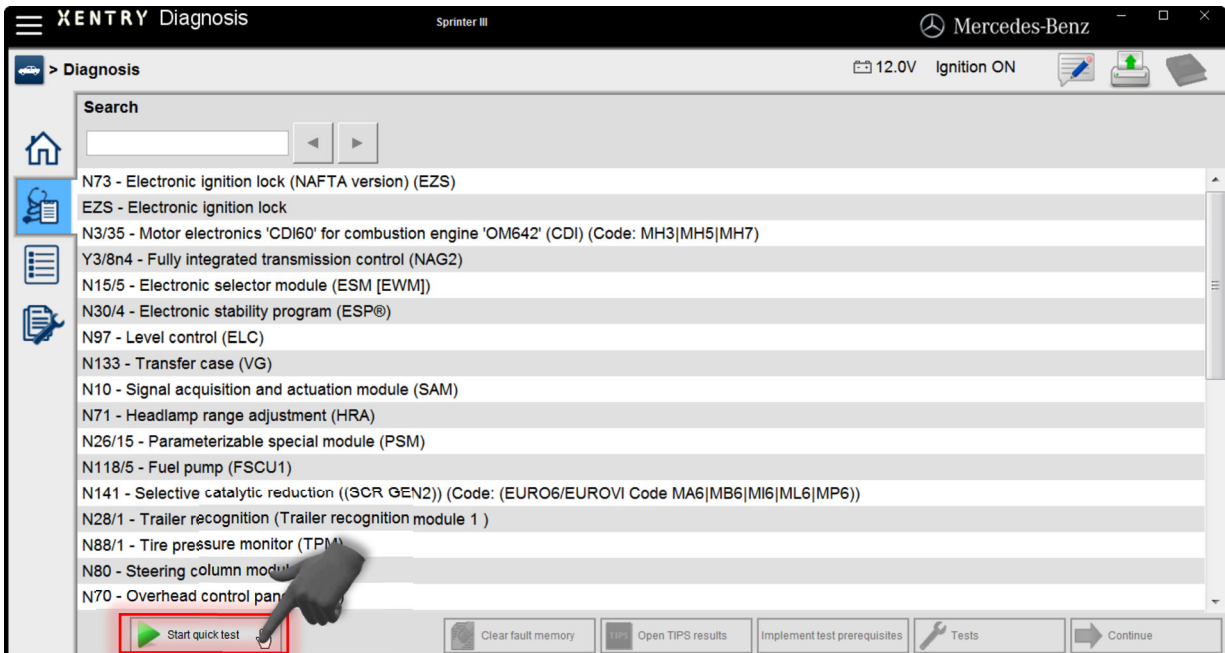 XENTRY Diagnosis
Sprinter III
Mercedes-Benz
> Diagnosis
12.0V
Ignition ON
Search
N73 - Electronic ignition lock (NAFTA version) (EZS)
EZS - Electronic ignition lock
N3/35 - Motor electronics 'CDI60' for combustion engine 'OM642' (CDI) (Code: MH3|MH5|MH7)
Y3/8n4 - Fully integrated transmission control (NAG2)
N15/5 - Electronic selector module (ESM [EWM])
N30/4 - Electronic stability program (ESP®)
N97 - Level control (ELC)
N133 - Transfer case (VG)
N10 - Signal acquisition and actuation module (SAM)
N71 - Headlamp range adjustment (HRA)
N26/15 - Parameterizable special module (PSM)
N118/5 - Fuel pump (FSCU1)
N141 - Selective catalytic reduction ((SCR GEN2)) (Code: (EURO6/EUROVI Code MA6|MB6|MI6|ML6|MP6))
N28/1 - Trailer recognition (Trailer recognition module 1 )
N88/1 - Tire pressure monitor (TPM)
N80 - Steering column
N70 - Overhead control
Start quick test
Clear fault memory
TIPS
Open TIPS results
Implement test prerequisites
Tests
Continue